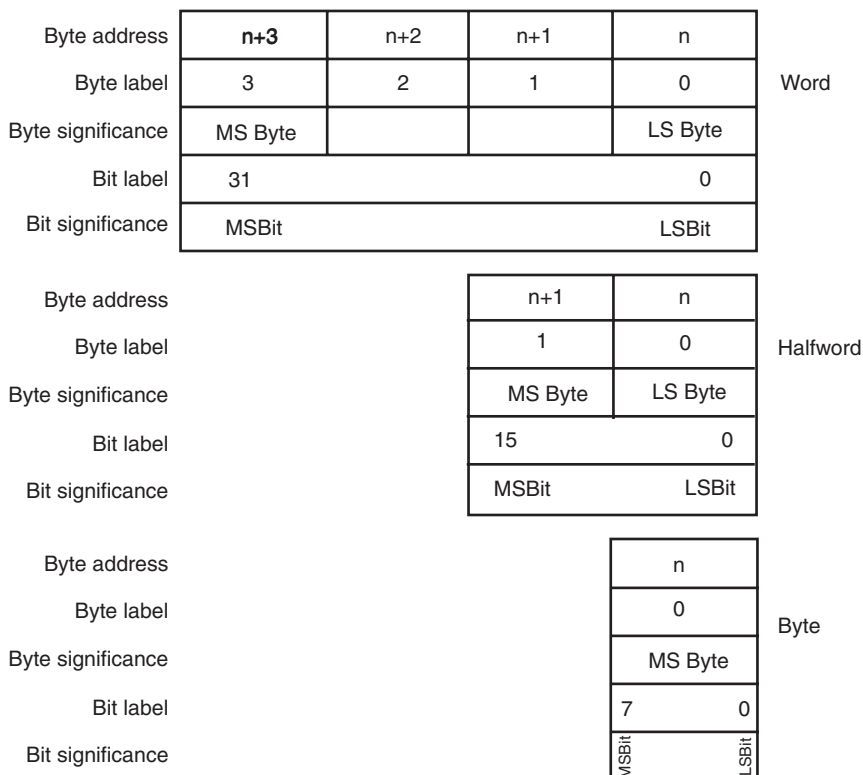 Byte address n+3 n+2 n+1 n
Byte label 3 2 1 0 Word
Byte significance MS Byte LS Byte
Bit label 31 0
Bit significance MSBit LSBit
Byte address n+1 n
Byte label 1 0 Halfword
Byte significance MS Byte LS Byte
Bit label 15 0
Bit significance MSBit LSBit
Byte address n
Byte label 0
Byte
Byte significance MS Byte
Bit label 7 0
Bit significance MSBit LSBit